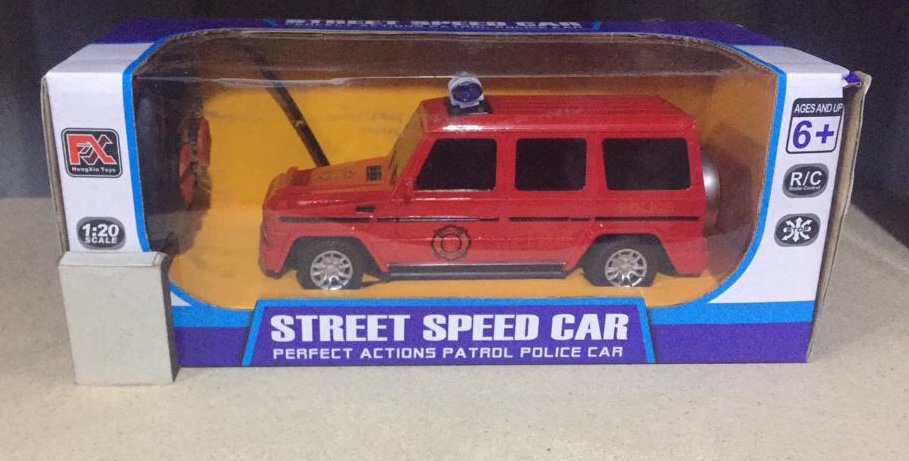 STREET SPEED CAR
FX
HengXin Toys
1:20
SCALE
AGES AND UP
6+
R/C
Radio Control
STREET SPEED CAR
PERFECT ACTIONS PATROL POLICE CAR